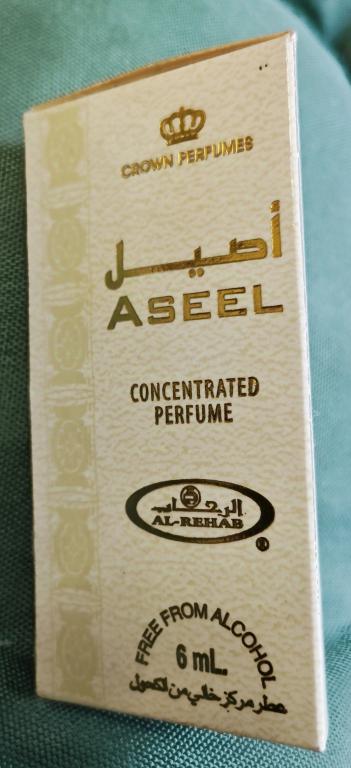 CROWN PERFUMES
أصيل
ASEEL
CONCENTRATED
PERFUME
الرحاب
AL-REHAB
®
FREE FROM ALCOHOL
6 mL.
عطر مركز خالي من الكحول